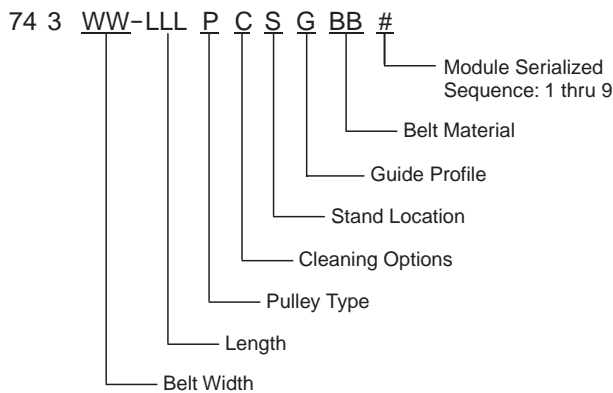 74 3 WW-LLL P C S G BB #
Module Serialized
Sequence: 1 thru 9
Belt Material
Guide Profile
Stand Location
Cleaning Options
Pulley Type
Length
Belt Width